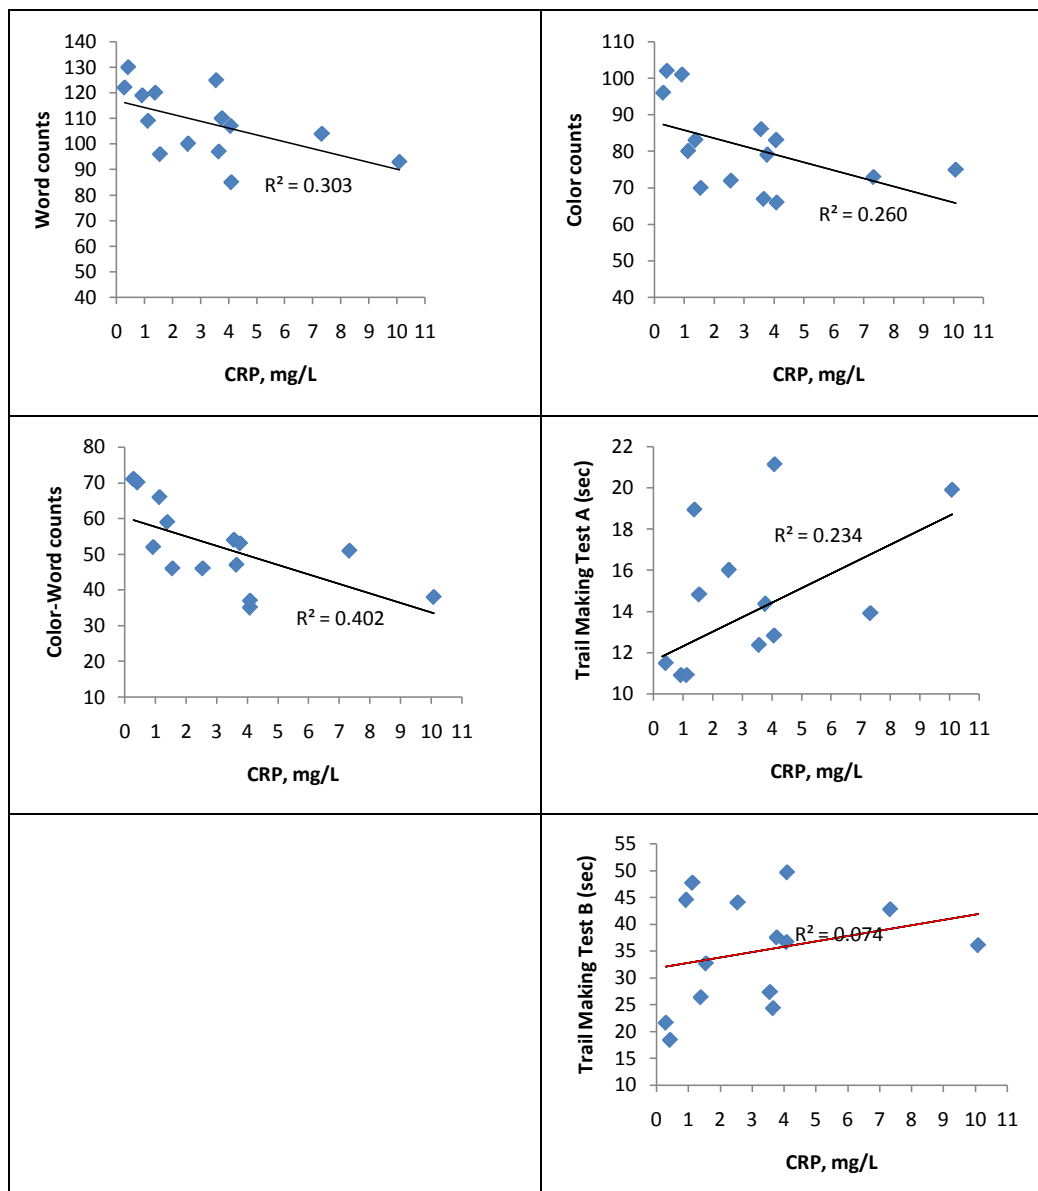 140
130
120
110
100
90
80
70
60
50
40
Word counts
R² = 0.303
0 1 2 3 4 5 6 7 8 9 10 11
CRP, mg/L
110
100
90
80
70
60
50
40
Color counts
R² = 0.260
0 1 2 3 4 5 6 7 8 9 10 11
CRP, mg/L
80
70
60
50
40
30
20
10
Color-Word counts
R² = 0.402
0 1 2 3 4 5 6 7 8 9 10 11
CRP, mg/L
22
20
18
16
14
12
10
Trail Making Test A (sec)
R² = 0.234
0 1 2 3 4 5 6 7 8 9 10 11
CRP, mg/L
55
50
45
40
35
30
25
20
15
10
Trail Making Test B (sec)
R² = 0.074
0 1 2 3 4 5 6 7 8 9 10 11
CRP, mg/L